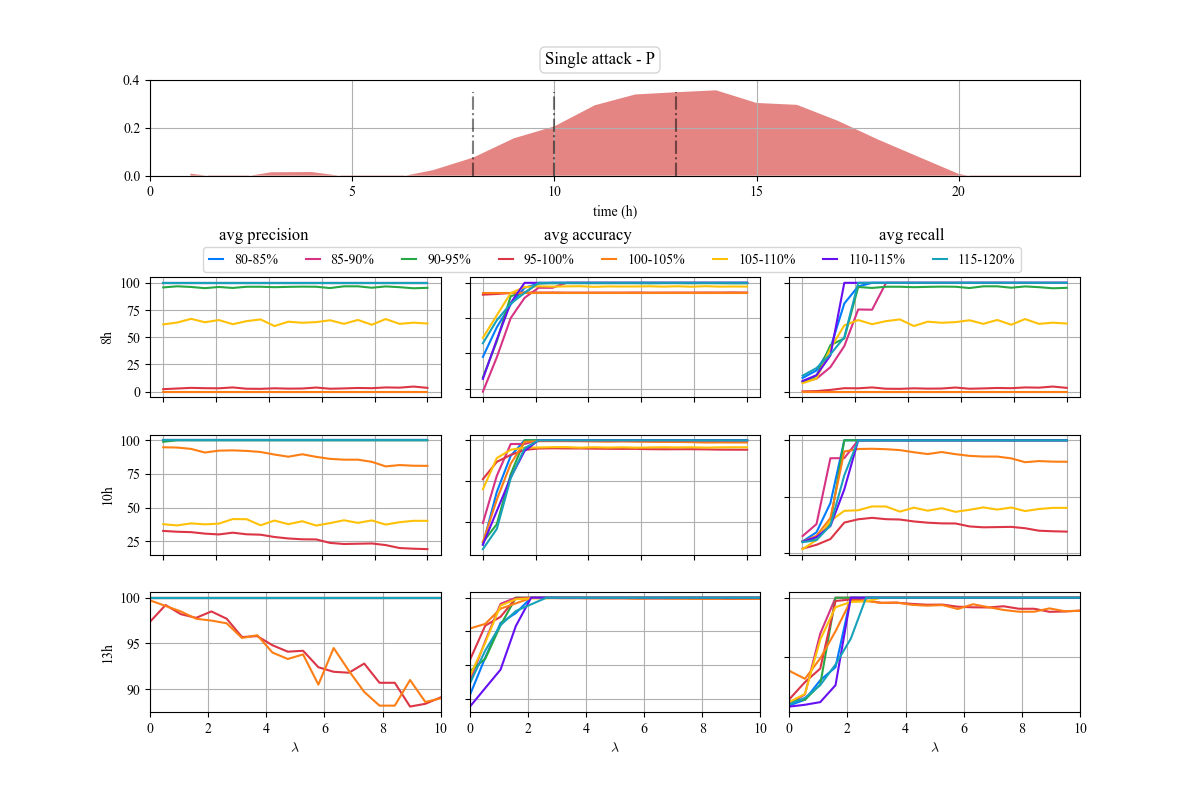 Single attack - P
0.4
0.2
0.0
0 5 10 15 20
time (h)
avg precision avg accuracy avg recall
80-85% 85-90% 90-95% 95-100% 100-105% 105-110% 110-115% 115-120%
100
75
8h
50
25
0
100
75
10h
50
25
100
95
13h
90
0 2 4 6 8 10 0 2 4 6 8 10 0 2 4 6 8 10
λ λ λ